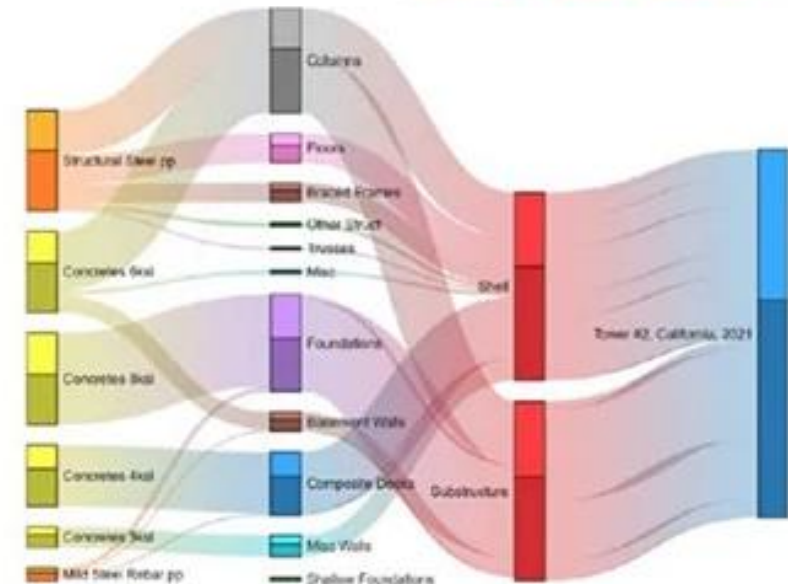 Columns
Structural Steel pp
Floors
Braced Frames
Other Struct
Trusses
Concretes 6ksi
Misc
Shell
Foundations
Tower #2, California, 2021
Concretes 8ksi
Basement Walls
Concretes 4ksi
Composite Decks
Substructure
Concretes 5ksi
Misc Walls
Mild Steel Rebar pp
Shallow Foundations